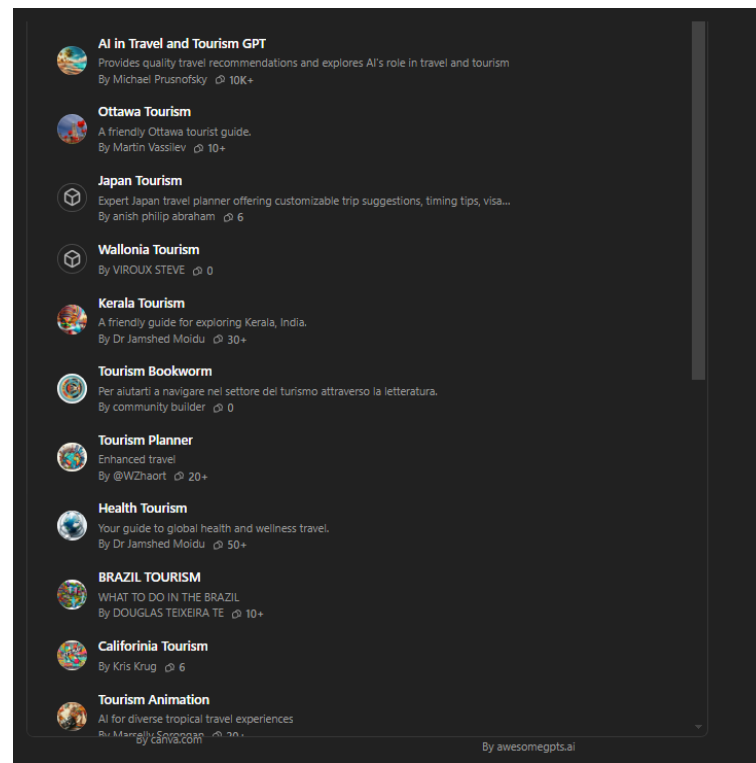 AI in Travel and Tourism GPT
Provides quality travel recommendations and explores AI's role in travel and tourism
By Michael Prusnofsky 10K+
Ottawa Tourism
A friendly Ottawa tourist guide.
By Martin Vassilev 10+
Japan Tourism
Expert Japan travel planner offering customizable trip suggestions, timing tips, visa...
By anish philip abraham 6
Wallonia Tourism
By VIROUX STEVE 0
Kerala Tourism
A friendly guide for exploring Kerala, India.
By Dr Jamshed Moidu 30+
Tourism Bookworm
Per aiutarti a navigare nel settore del turismo attraverso la letteratura.
By community builder 0
Tourism Planner
Enhanced travel
By @WZhaort 20+
Health Tourism
Your guide to global health and wellness travel.
By Dr Jamshed Moidu 50+
BRAZIL TOURISM
WHAT TO DO IN THE BRAZIL
By DOUGLAS TEIXEIRA TE 10+
Califorinia Tourism
By Kris Krug 6
Tourism Animation
AI for diverse tropical travel experiences
By Marselly 20+
By canva.com
By awesomegpts.ai